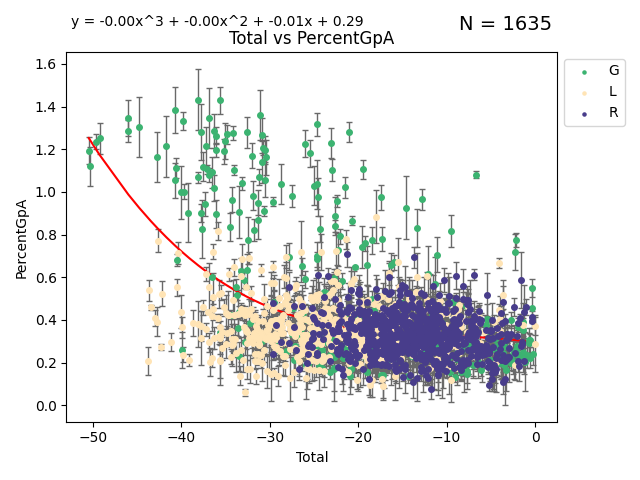 y = -0.00x^3 + -0.00x^2 + -0.01x + 0.29
N = 1635
Total vs PercentGpA
G
L
R
PercentGpA
1.6
1.4
1.2
1.0
0.8
0.6
0.4
0.2
0.0
−50
−40
−30
−20
−10
0
Total